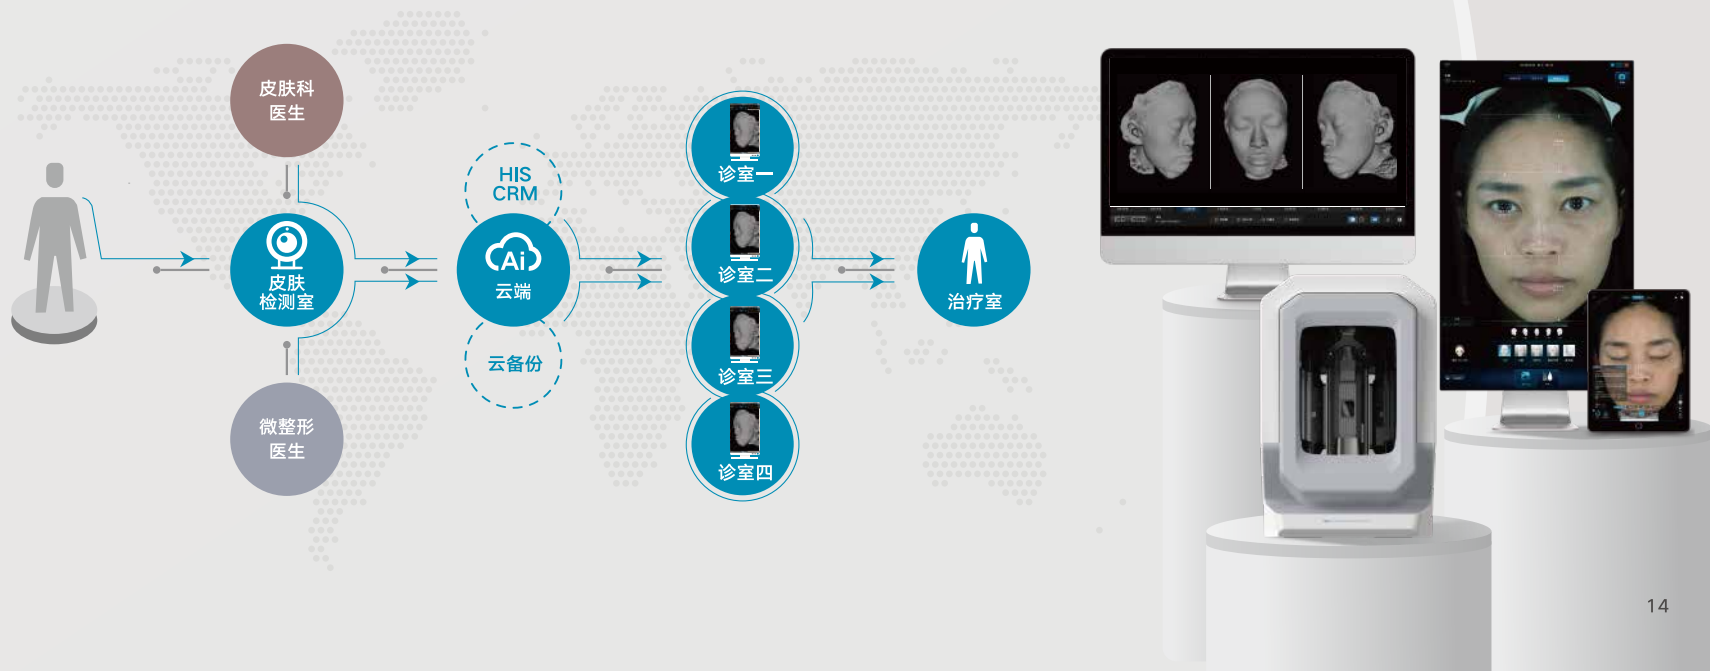 皮肤科
医生
HIS
CRM
皮肤
检测室
Ai
云端
云备份
微整形
医生
诊室一
诊室二
诊室三
诊室四
治疗室
14